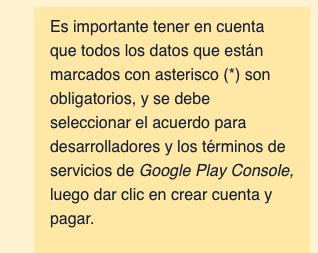 Es importante tener en cuenta
que todos los datos que están
marcados con asterisco (*) son
obligatorios, y se debe
seleccionar el acuerdo para
desarrolladores y los términos de
servicios de Google Play Console,
luego dar clic en crear cuenta y
pagar.